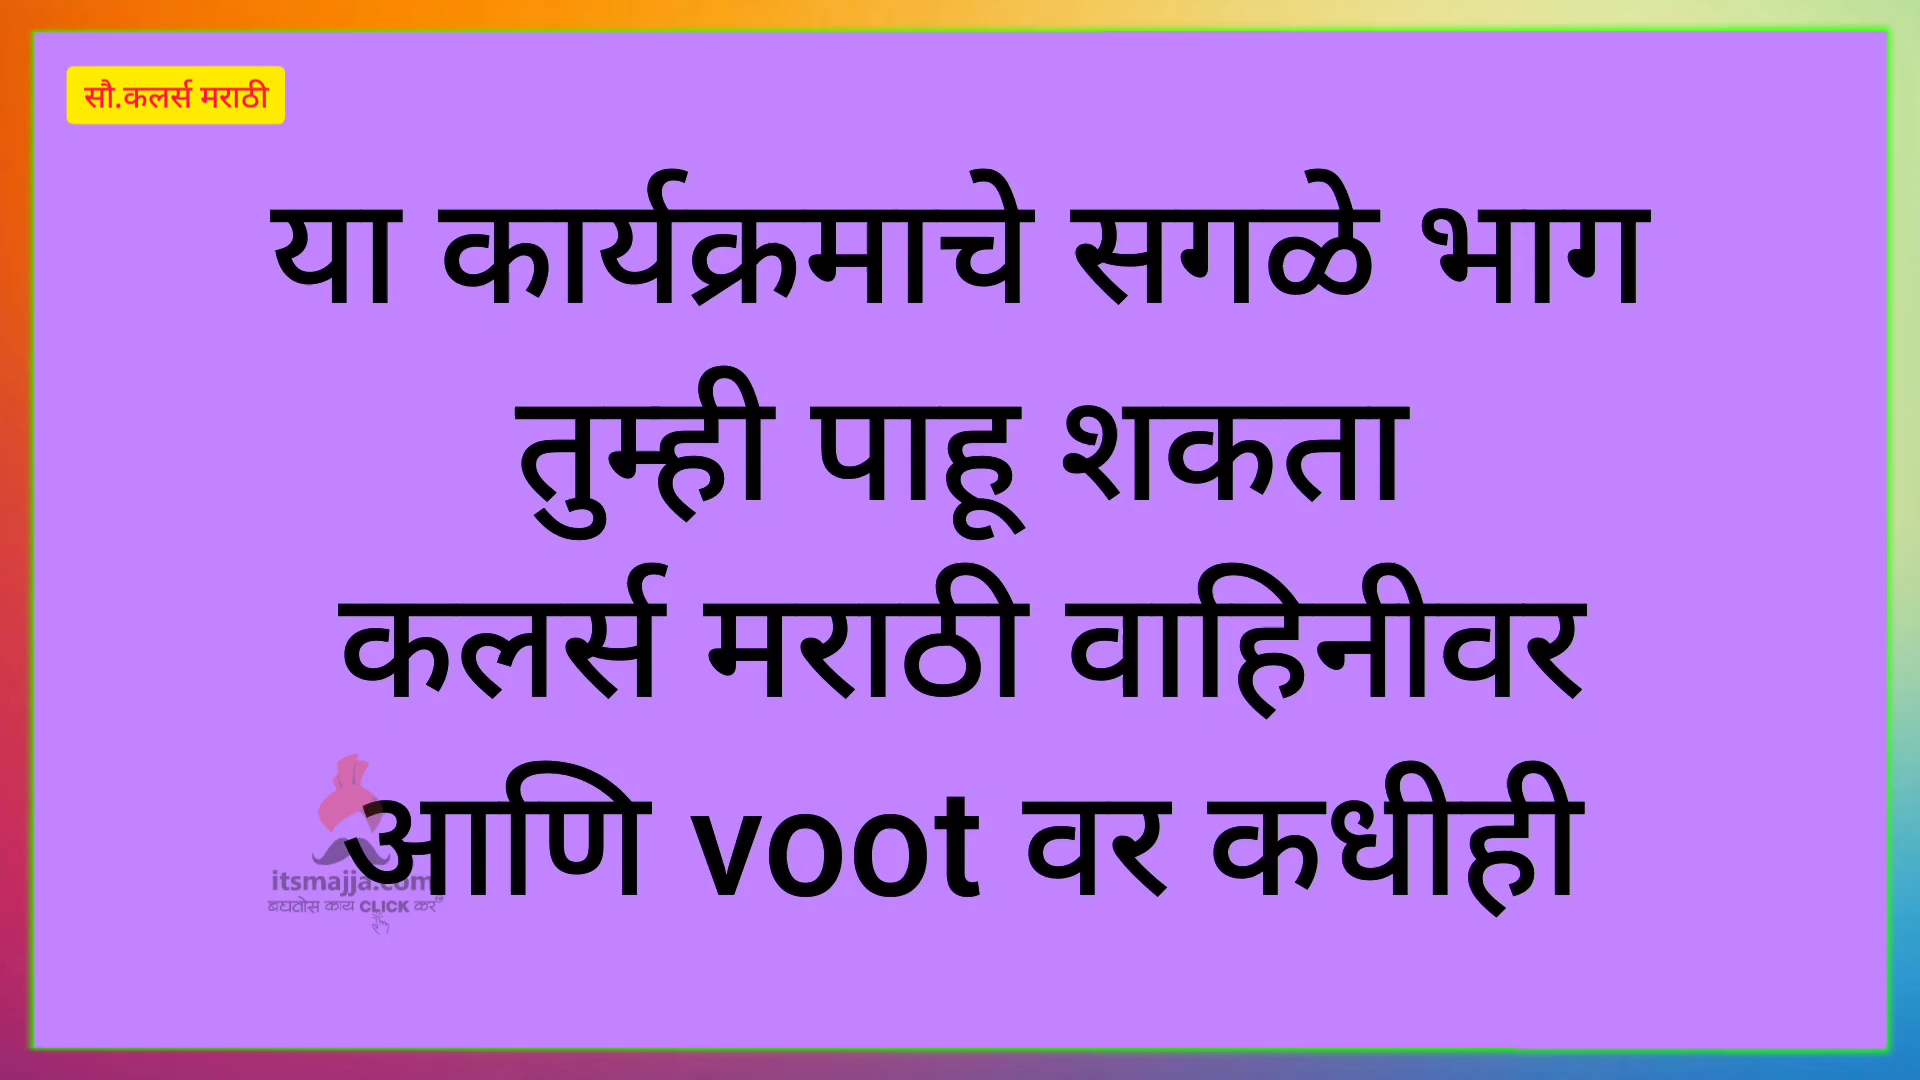 सौ.कलर्स मराठी
या कार्यक्रमाचे सगळे भाग
तुम्ही पाहू शकता
कलर्स मराठी वाहिनीवर
आणि voot वर कधीही
itsmajja.com
बघतोस काय CLICK कर